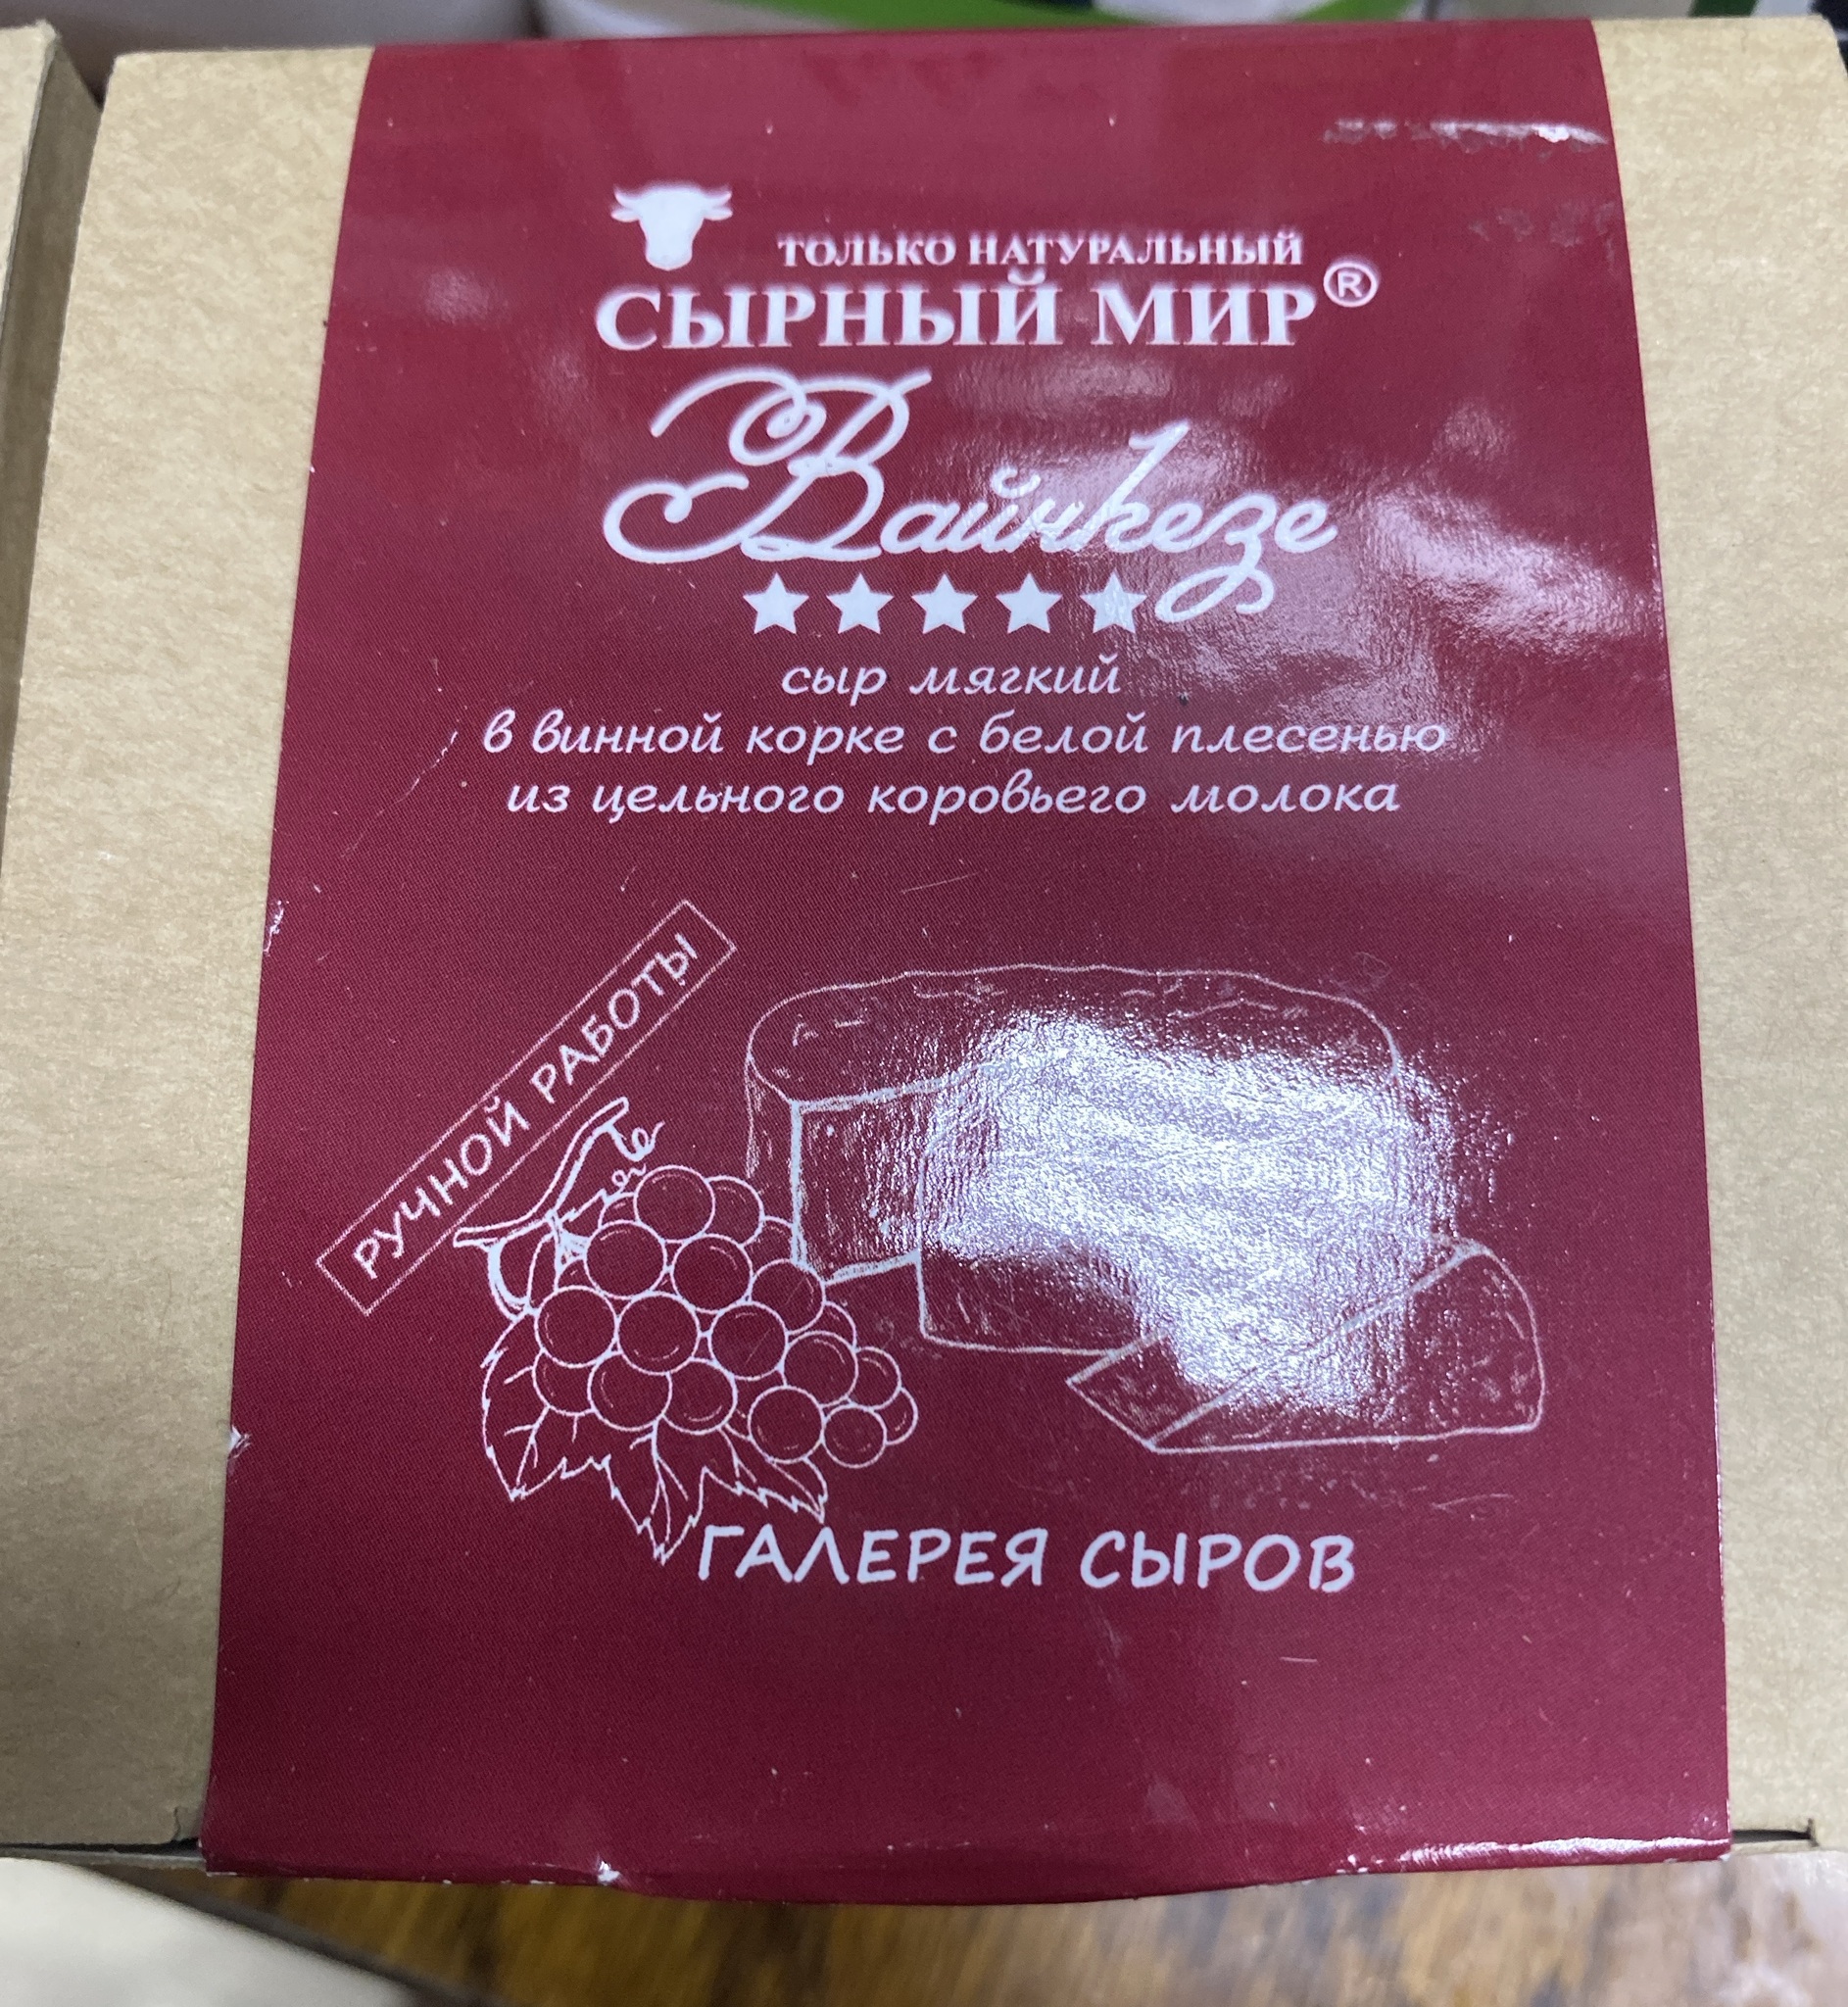 ТОЛЬКО НАТУРАЛЬНЫЙ
СЫРНЫЙ МИР®
Вайнкезе
сыр мягкий
в винной корке с белой плесенью
из цельного коровьего молока
РУЧНОЙ РАБОТЫ
ГАЛЕРЕЯ СЫРОВ